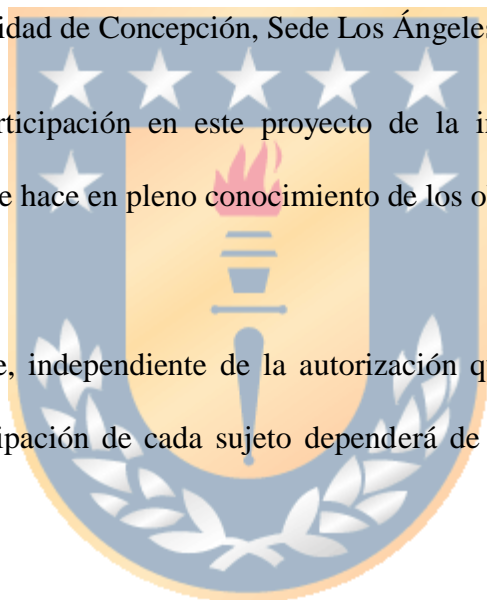 idad de Concepción, Sede Los Ángeles
rticipación en este proyecto de la i
e hace en pleno conocimiento de los o
e, independiente de la autorización q
ipación de cada sujeto dependerá de